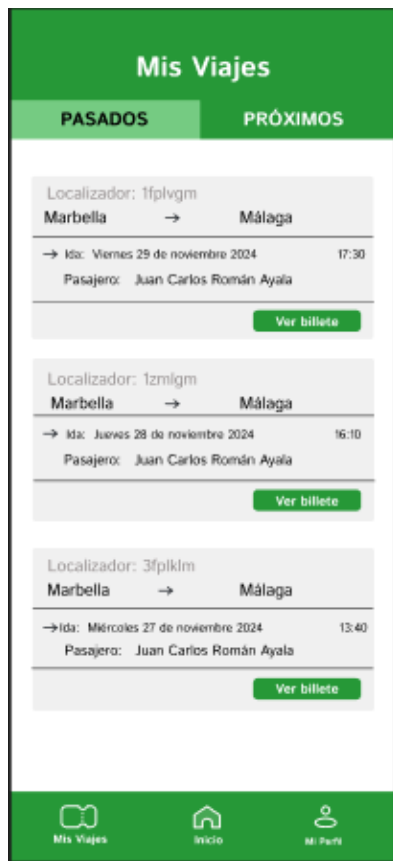 Mis Viajes
PASADOS PRÓXIMOS
Localizador: 1fplvgm
Marbella → Málaga
→ Ida: Viernes 29 de noviembre 2024 17:30
Pasajero: Juan Carlos Román Ayala
Ver billete
Localizador: 1zmlgm
Marbella → Málaga
→ Ida: Jueves 28 de noviembre 2024 16:10
Pasajero: Juan Carlos Román Ayala
Ver billete
Localizador: 3fplklm
Marbella → Málaga
→Ida: Miércoles 27 de noviembre 2024 13:40
Pasajero: Juan Carlos Román Ayala
Ver billete
Mis Viajes Inicio Mi Perfil